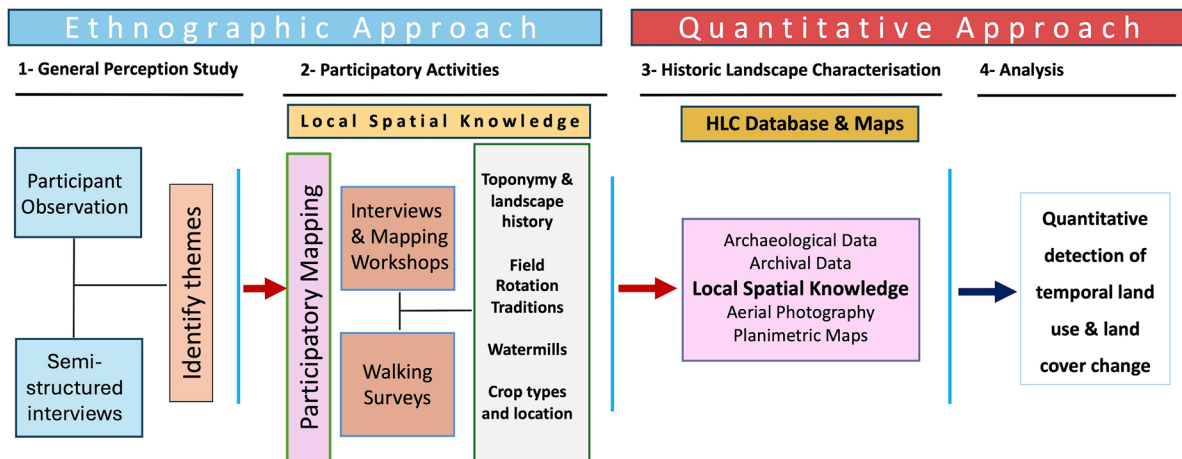 Ethnographic Approach
Quantitative Approach
1- General Perception Study
2- Participatory Activities
3- Historic Landscape Characterisation
4- Analysis
Local Spatial Knowledge
HLC Database & Maps
Participant
Observation
Semi-
structured
interviews
Identify themes
Participatory Mapping
Interviews
& Mapping
Workshops
Walking
Surveys
Toponymy &
landscape
history
Field
Rotation
Traditions
Watermills
Crop types
and location
Archaeological Data
Archival Data
Local Spatial Knowledge
Aerial Photography
Planimetric Maps
Quantitative
detection of
temporal land
use & land
cover change